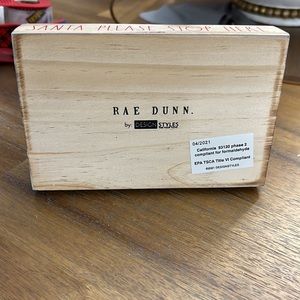 SANTA PLEASE STOP HERE
RAE DUNN.
by DESIGN STYLES
04/2021
California 93120 phase 2
compliant for formaldehyde
EPA TSCA Title VI Compliant